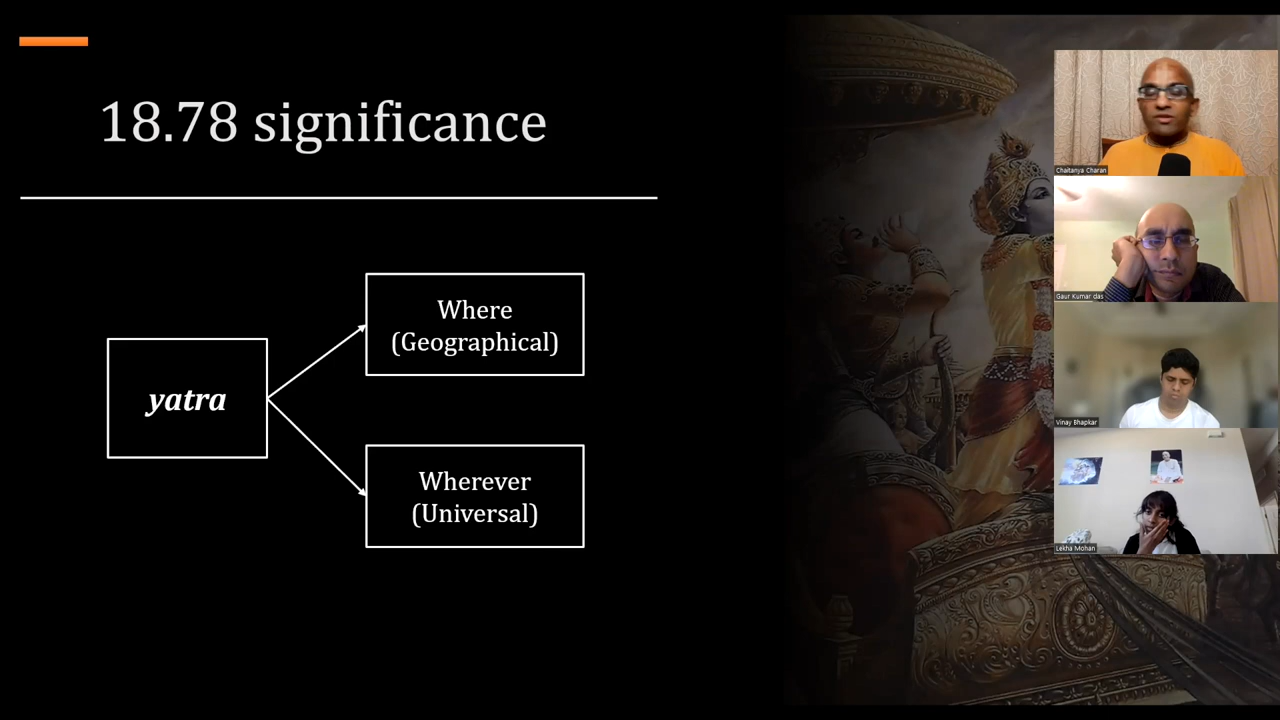 18.78 significance
yatra
Where
(Geographical)
Wherever
(Universal)
Chaitanya Charan
Gaur Kumar das
Vinay Bhapkar
Lekha Mohan